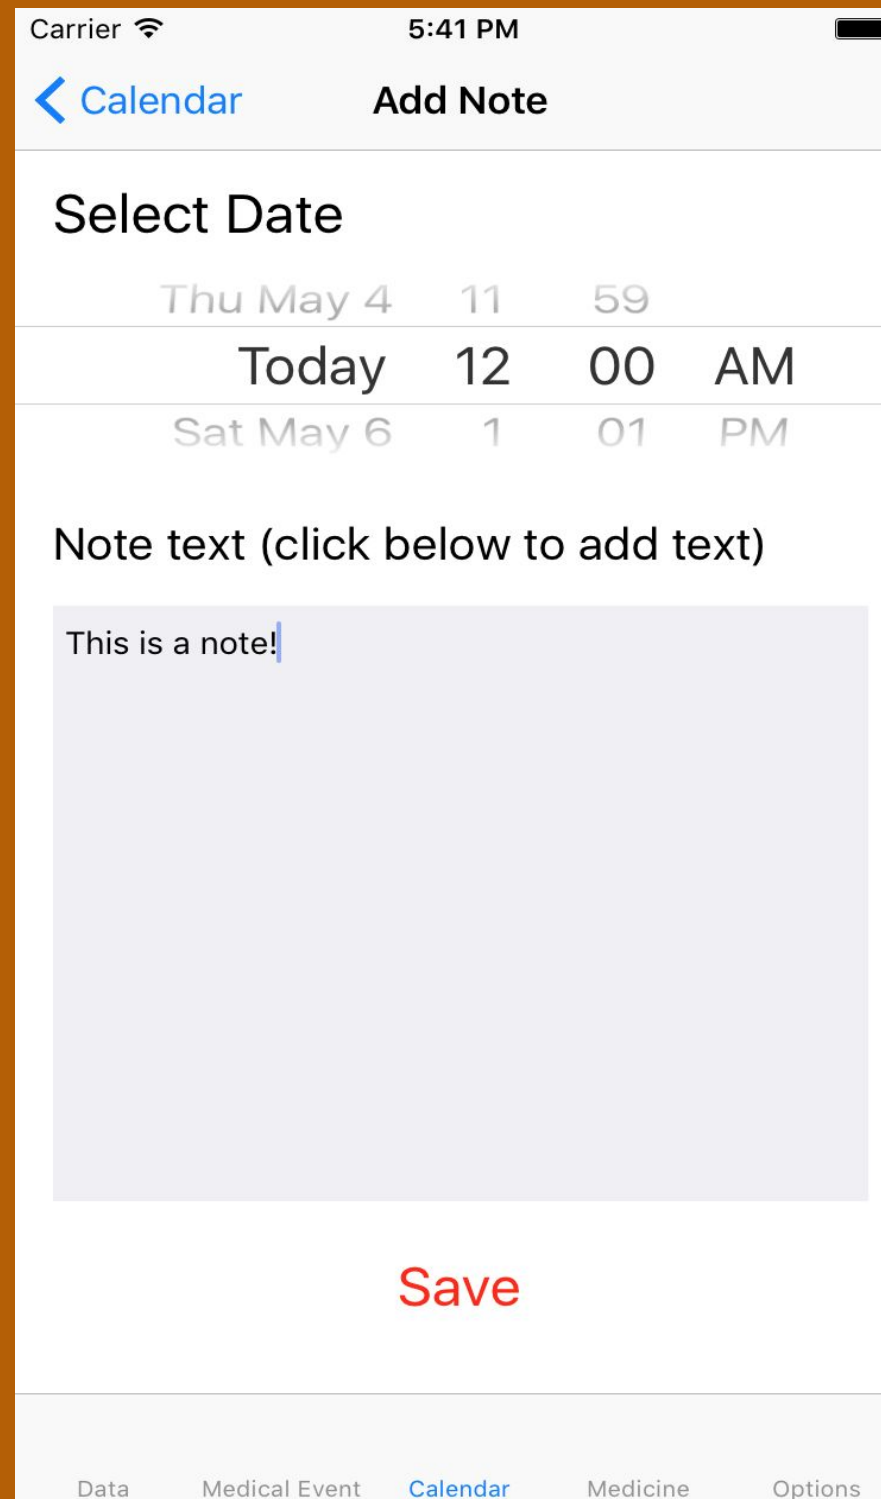 Carrier 5:41 PM
Calendar Add Note
Select Date
Thu May 4 11 59
Today 12 00 AM
Sat May 6 1 01 PM
Note text (click below to add text)
This is a note!
Save
Data Medical Event Calendar Medicine Options